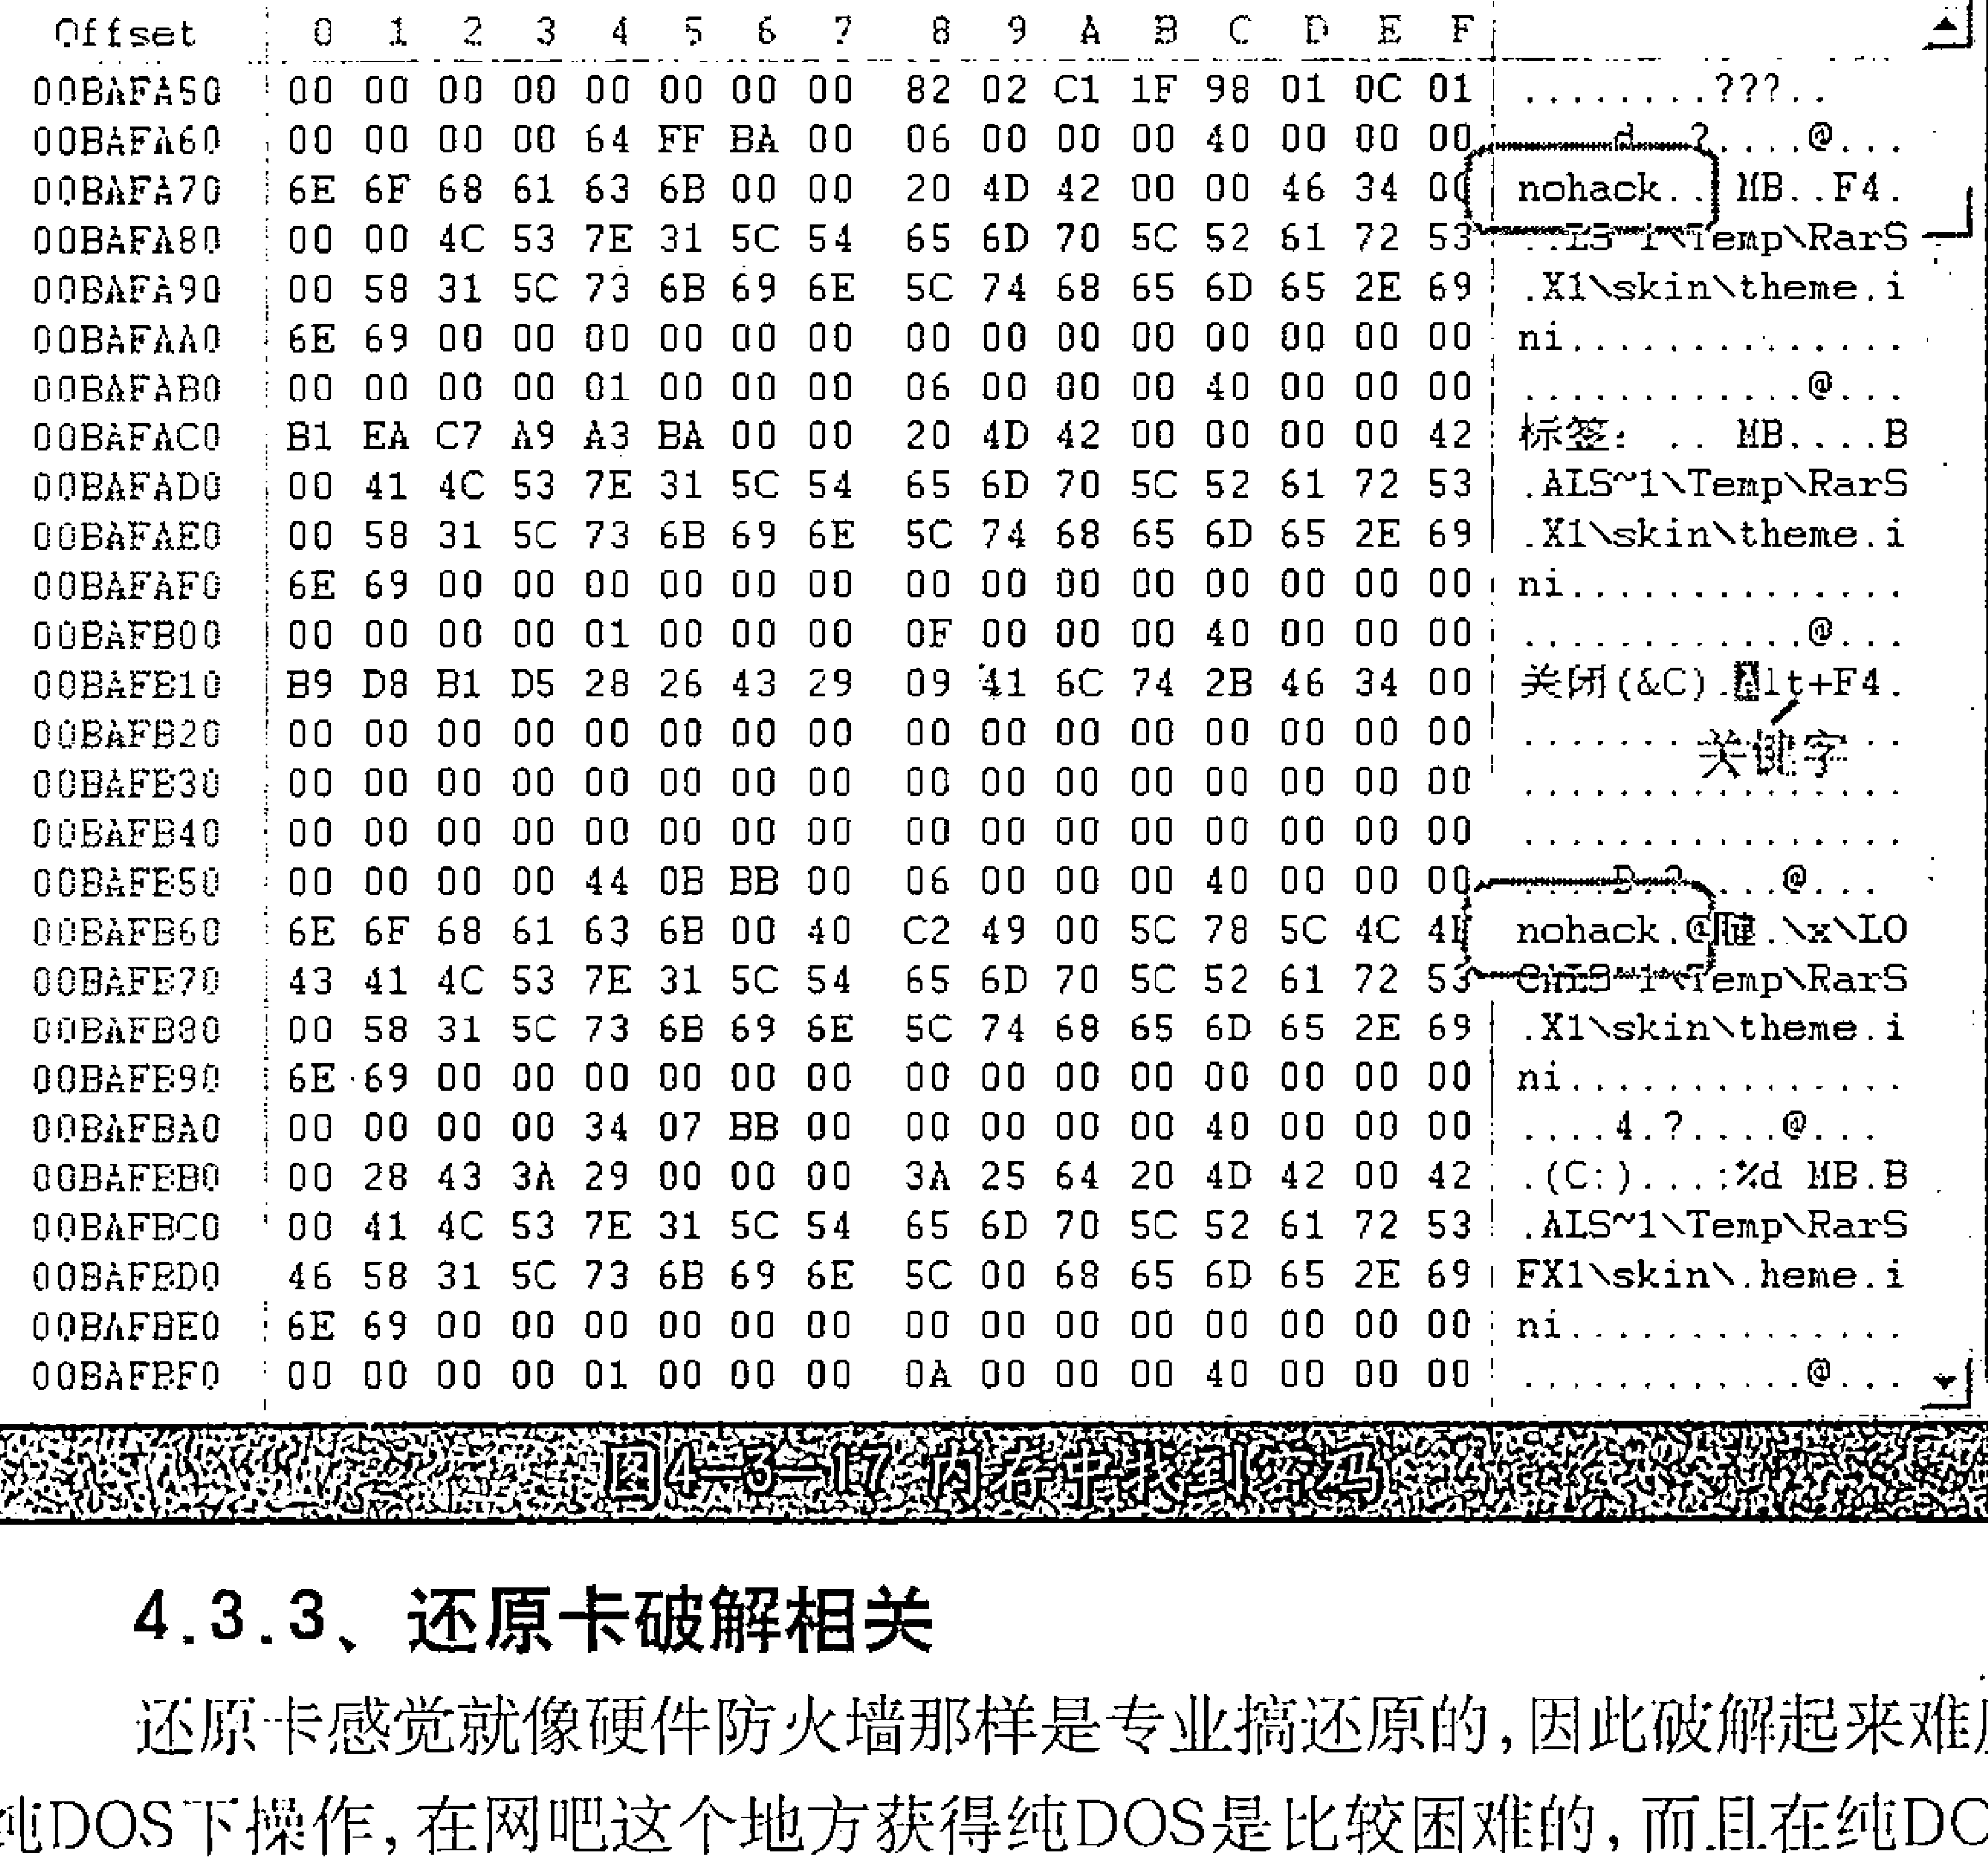 Offset 0 1 2 3 4 5 6 7 8 9 A B C D E F
00BAFA50 00 00 00 00 00 00 00 00 82 02 C1 1F 98 01 0C 01 ........???..
00BAFA60 00 00 00 00 64 FF BA 00 06 00 00 00 40 00 00 00 ....d..?....@...
00BAFA70 6E 6F 68 61 63 6B 00 00 20 4D 42 00 00 46 34 00 nohack.. MB..F4.
00BAFA80 00 00 4C 53 7E 31 5C 54 65 6D 70 5C 52 61 72 53 ..LS~1\Temp\RarS
00BAFA90 00 58 31 5C 73 6B 69 6E 5C 74 68 65 6D 65 2E 69 .X1\skin\theme.i
00BAFAA0 6E 69 00 00 00 00 00 00 00 00 00 00 00 00 00 00 ni..............
00BAFAB0 00 00 00 00 01 00 00 00 06 00 00 00 40 00 00 00 ............@...
00BAFAC0 B1 EA C7 A9 A3 BA 00 00 20 4D 42 00 00 00 00 42 标签: .. MB....B
00BAFAD0 00 41 4C 53 7E 31 5C 54 65 6D 70 5C 52 61 72 53 .ALS~1\Temp\RarS
00BAFAE0 00 58 31 5C 73 6B 69 6E 5C 74 68 65 6D 65 2E 69 .X1\skin\theme.i
00BAFAF0 6E 69 00 00 00 00 00 00 00 00 00 00 00 00 00 00 ni..............
00BAFB00 00 00 00 00 01 00 00 00 0F 00 00 00 40 00 00 00 ............@...
00BAFB10 B9 D8 B1 D5 28 26 43 29 09 41 6C 74 2B 46 34 00 关闭(&C).Alt+F4.
00BAFB20 00 00 00 00 00 00 00 00 00 00 00 00 00 00 00 00 ................
关键字
00BAFB30 00 00 00 00 00 00 00 00 00 00 00 00 00 00 00 00 ................
00BAFB40 00 00 00 00 00 00 00 00 00 00 00 00 00 00 00 00 ................
00BAFB50 00 00 00 00 44 0B BB 00 06 00 00 00 40 00 00 00 ....D.?....@...
00BAFB60 6E 6F 68 61 63 6B 00 40 C2 49 00 5C 78 5C 4C 4F nohack.@ .\x\LO
00BAFB70 43 41 4C 53 7E 31 5C 54 65 6D 70 5C 52 61 72 53 CALS~1\Temp\RarS
00BAFB80 00 58 31 5C 73 6B 69 6E 5C 74 68 65 6D 65 2E 69 .X1\skin\theme.i
00BAFB90 6E 69 00 00 00 00 00 00 00 00 00 00 00 00 00 00 ni..............
00BAFBA0 00 00 00 00 34 07 BB 00 00 00 00 00 40 00 00 00 ....4.?....@...
00BAFBB0 00 28 43 3A 29 00 00 00 3A 25 64 20 4D 42 00 42 .(C:)...:%d MB.B
00BAFBC0 00 41 4C 53 7E 31 5C 54 65 6D 70 5C 52 61 72 53 .ALS~1\Temp\RarS
00BAFBD0 46 58 31 5C 73 6B 69 6E 5C 00 68 65 6D 65 2E 69 FX1\skin\.heme.i
00BAFBE0 6E 69 00 00 00 00 00 00 00 00 00 00 00 00 00 00 ni..............
00BAFBF0 00 00 00 00 01 00 00 00 0A 00 00 00 40 00 00 00 ............@...
图4-3-17 内存中找到密码
4.3.3、还原卡破解相关
还原卡感觉就像硬件防火墙那样是专业搞还原的,因此破解起来难
纯DOS下操作,在网吧这个地方获得纯DOS是比较困难的,而且在纯DO